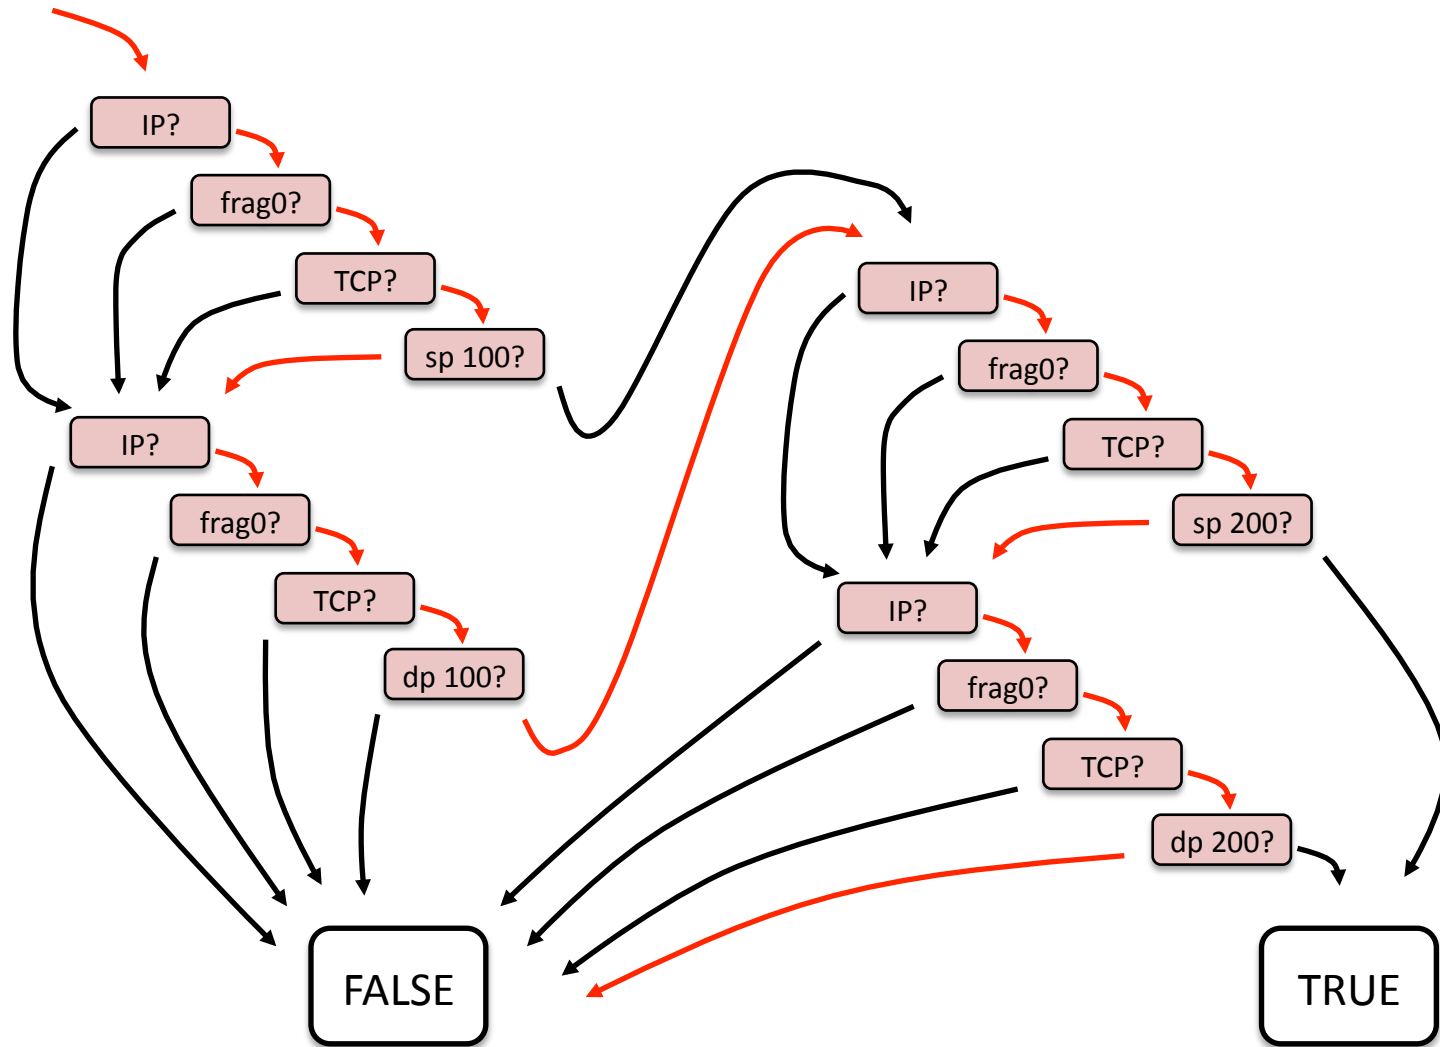 IP?
frag0?
TCP?
sp 100?
IP?
frag0?
TCP?
dp 100?
IP?
frag0?
TCP?
sp 200?
IP?
frag0?
TCP?
dp 200?
FALSE
TRUE